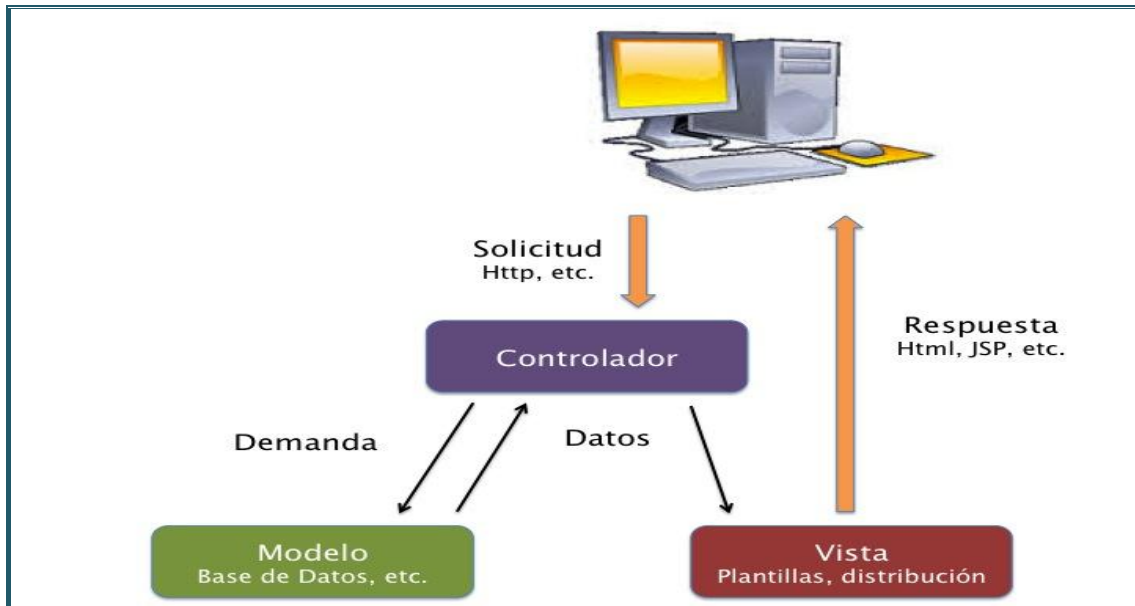 Solicitud
Http, etc.
Respuesta
Html, JSP, etc.
Controlador
Demanda
Datos
Modelo
Base de Datos, etc.
Vista
Plantillas, distribución